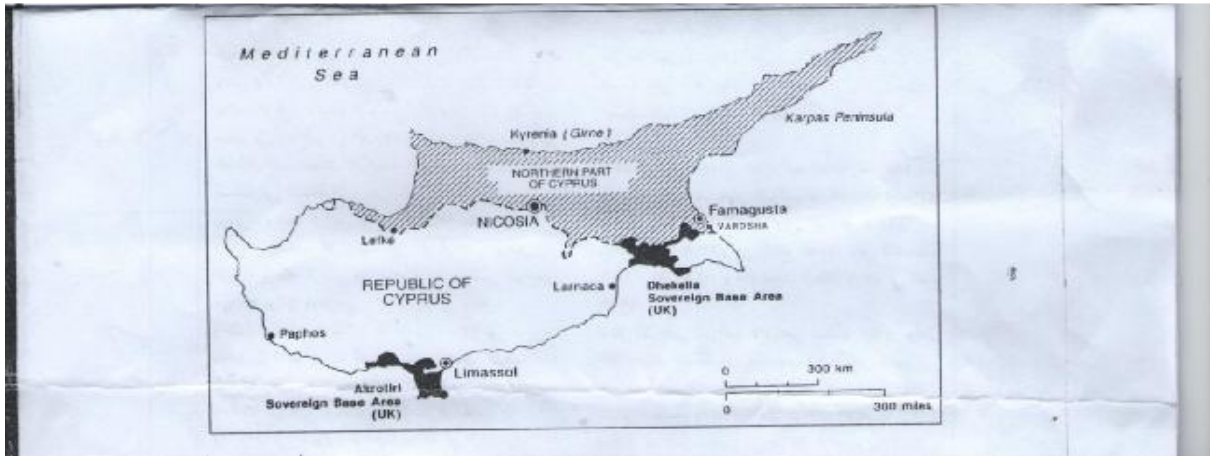 Mediterranean
Sea
Karpas Peninsula
Kyrenia (Girne)
NORTHERN PART
OF CYPRUS
NICOSIA
Famagusta
VAROSHA
Lefke
REPUBLIC OF
CYPRUS
Larnaca
Dhekelia
Sovereign Base Area
(UK)
Paphos
Limassol
Akrotiri
Sovereign Base Area
(UK)
0 300 km
0 300 miles